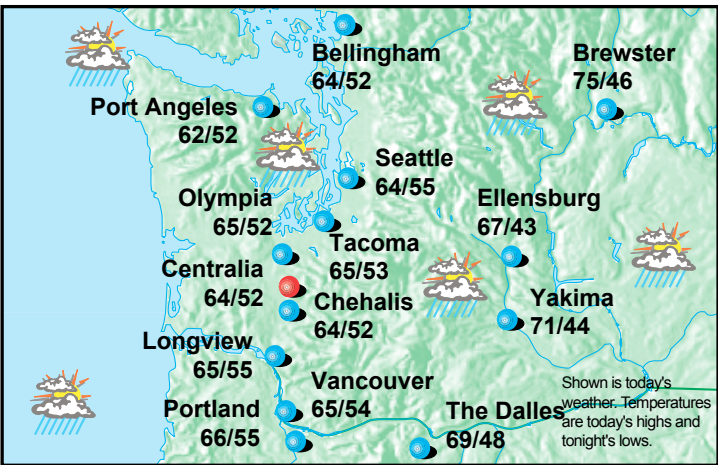 Bellingham
64/52
Brewster
75/46
Port Angeles
62/52
Seattle
64/55
Olympia
65/52
Ellensburg
67/43
Tacoma
65/53
Centralia
64/52
Chehalis
64/52
Yakima
71/44
Longview
65/55
Vancouver
65/54
Portland
66/55
The Dalles
69/48
Shown is today's
weather. Temperatures
are today's highs and
tonight's lows.